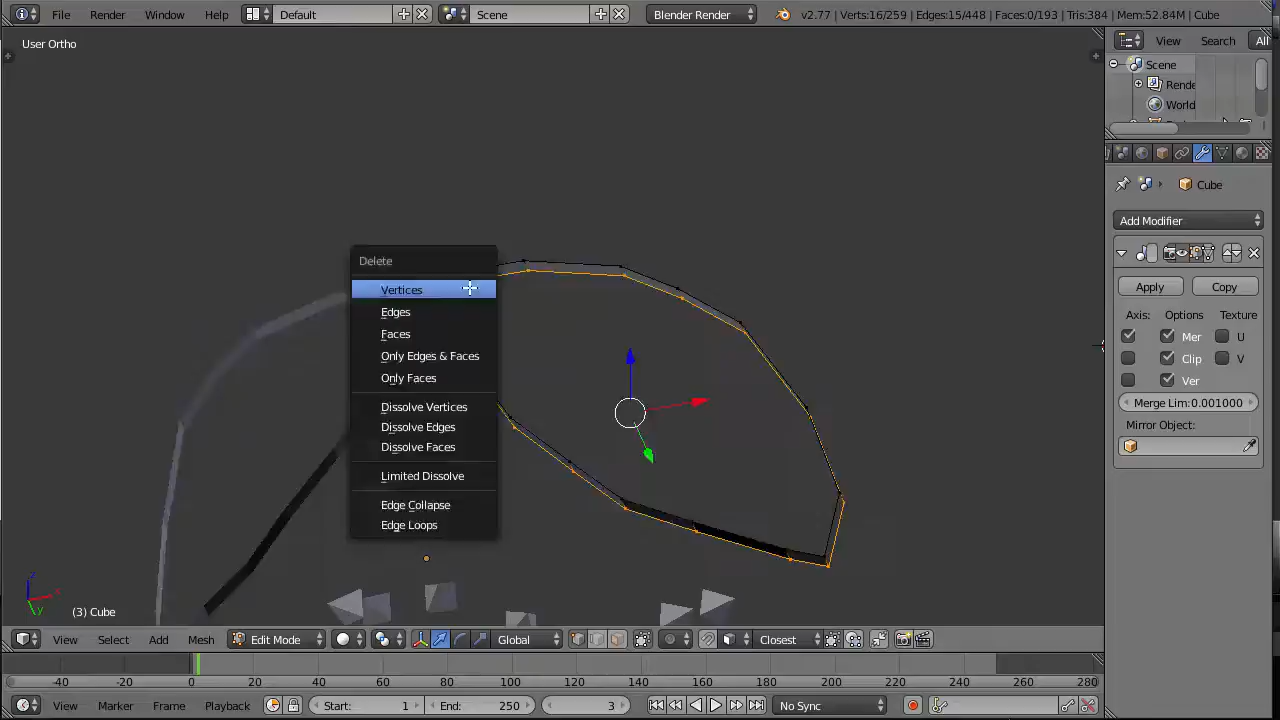 File Render Window Help Default Scene Blender Render v2.77 | Verts:16/259 | Edges:15/448 | Faces:0/193 | Tris:384 | Mem:52.84M | Cube
User Ortho
View Search All
Scene
Rende
World
Cube
Add Modifier
Apply Copy
Axis: Options Texture
Mer U
Clip V
Ver
Merge Lim:0.001000
Mirror Object:
Delete
Vertices
Edges
Faces
Only Edges & Faces
Only Faces
Dissolve Vertices
Dissolve Edges
Dissolve Faces
Limited Dissolve
Edge Collapse
Edge Loops
z
x
y
(3) Cube
View Select Add Mesh Edit Mode Global Closest
-40 -20 0 20 40 60 80 100 120 140 160 180 200 220 240 260 280
View Marker Frame Playback Start: 1 End: 250 3 No Sync